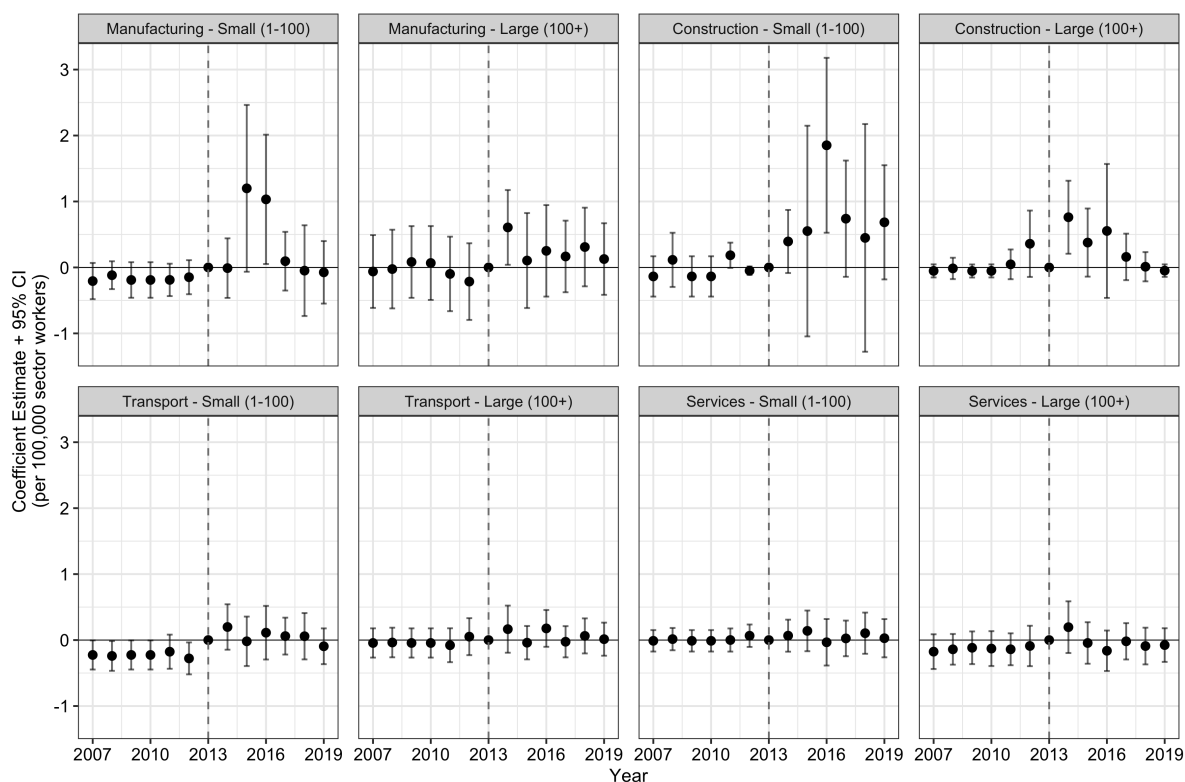 Manufacturing - Small (1-100)
Manufacturing - Large (100+)
Construction - Small (1-100)
Construction - Large (100+)
3
2
1
0
-1
Transport - Small (1-100)
Transport - Large (100+)
Services - Small (1-100)
Services - Large (100+)
3
2
1
0
-1
Coefficient Estimate + 95% CI
(per 100,000 sector workers)
2007 2010 2013 2016 2019
2007 2010 2013 2016 2019
2007 2010 2013 2016 2019
2007 2010 2013 2016 2019
Year